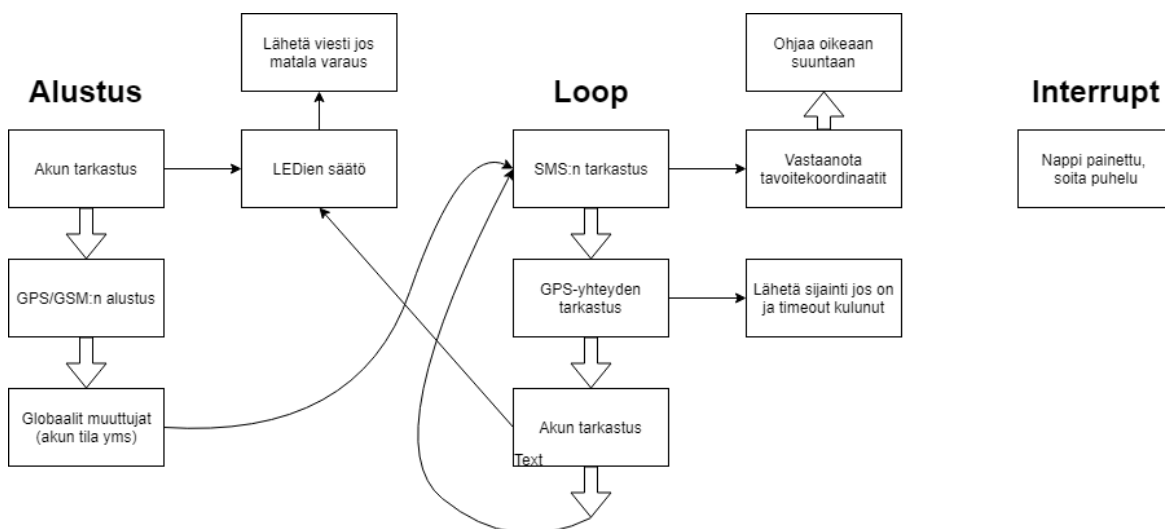 Lähetä viesti jos
matala varaus
Ohjaa oikeaan
suuntaan
Alustus
Loop
Interrupt
Akun tarkastus
LEDien säätö
SMS:n tarkastus
Vastaanota
tavoitekoordinaatit
Nappi painettu,
soita puhelu
GPS/GSM:n alustus
GPS-yhteyden
tarkastus
Lähetä sijainti jos on
ja timeout kulunut
Globaalit muuttujat
(akun tila yms)
Akun tarkastus
Text